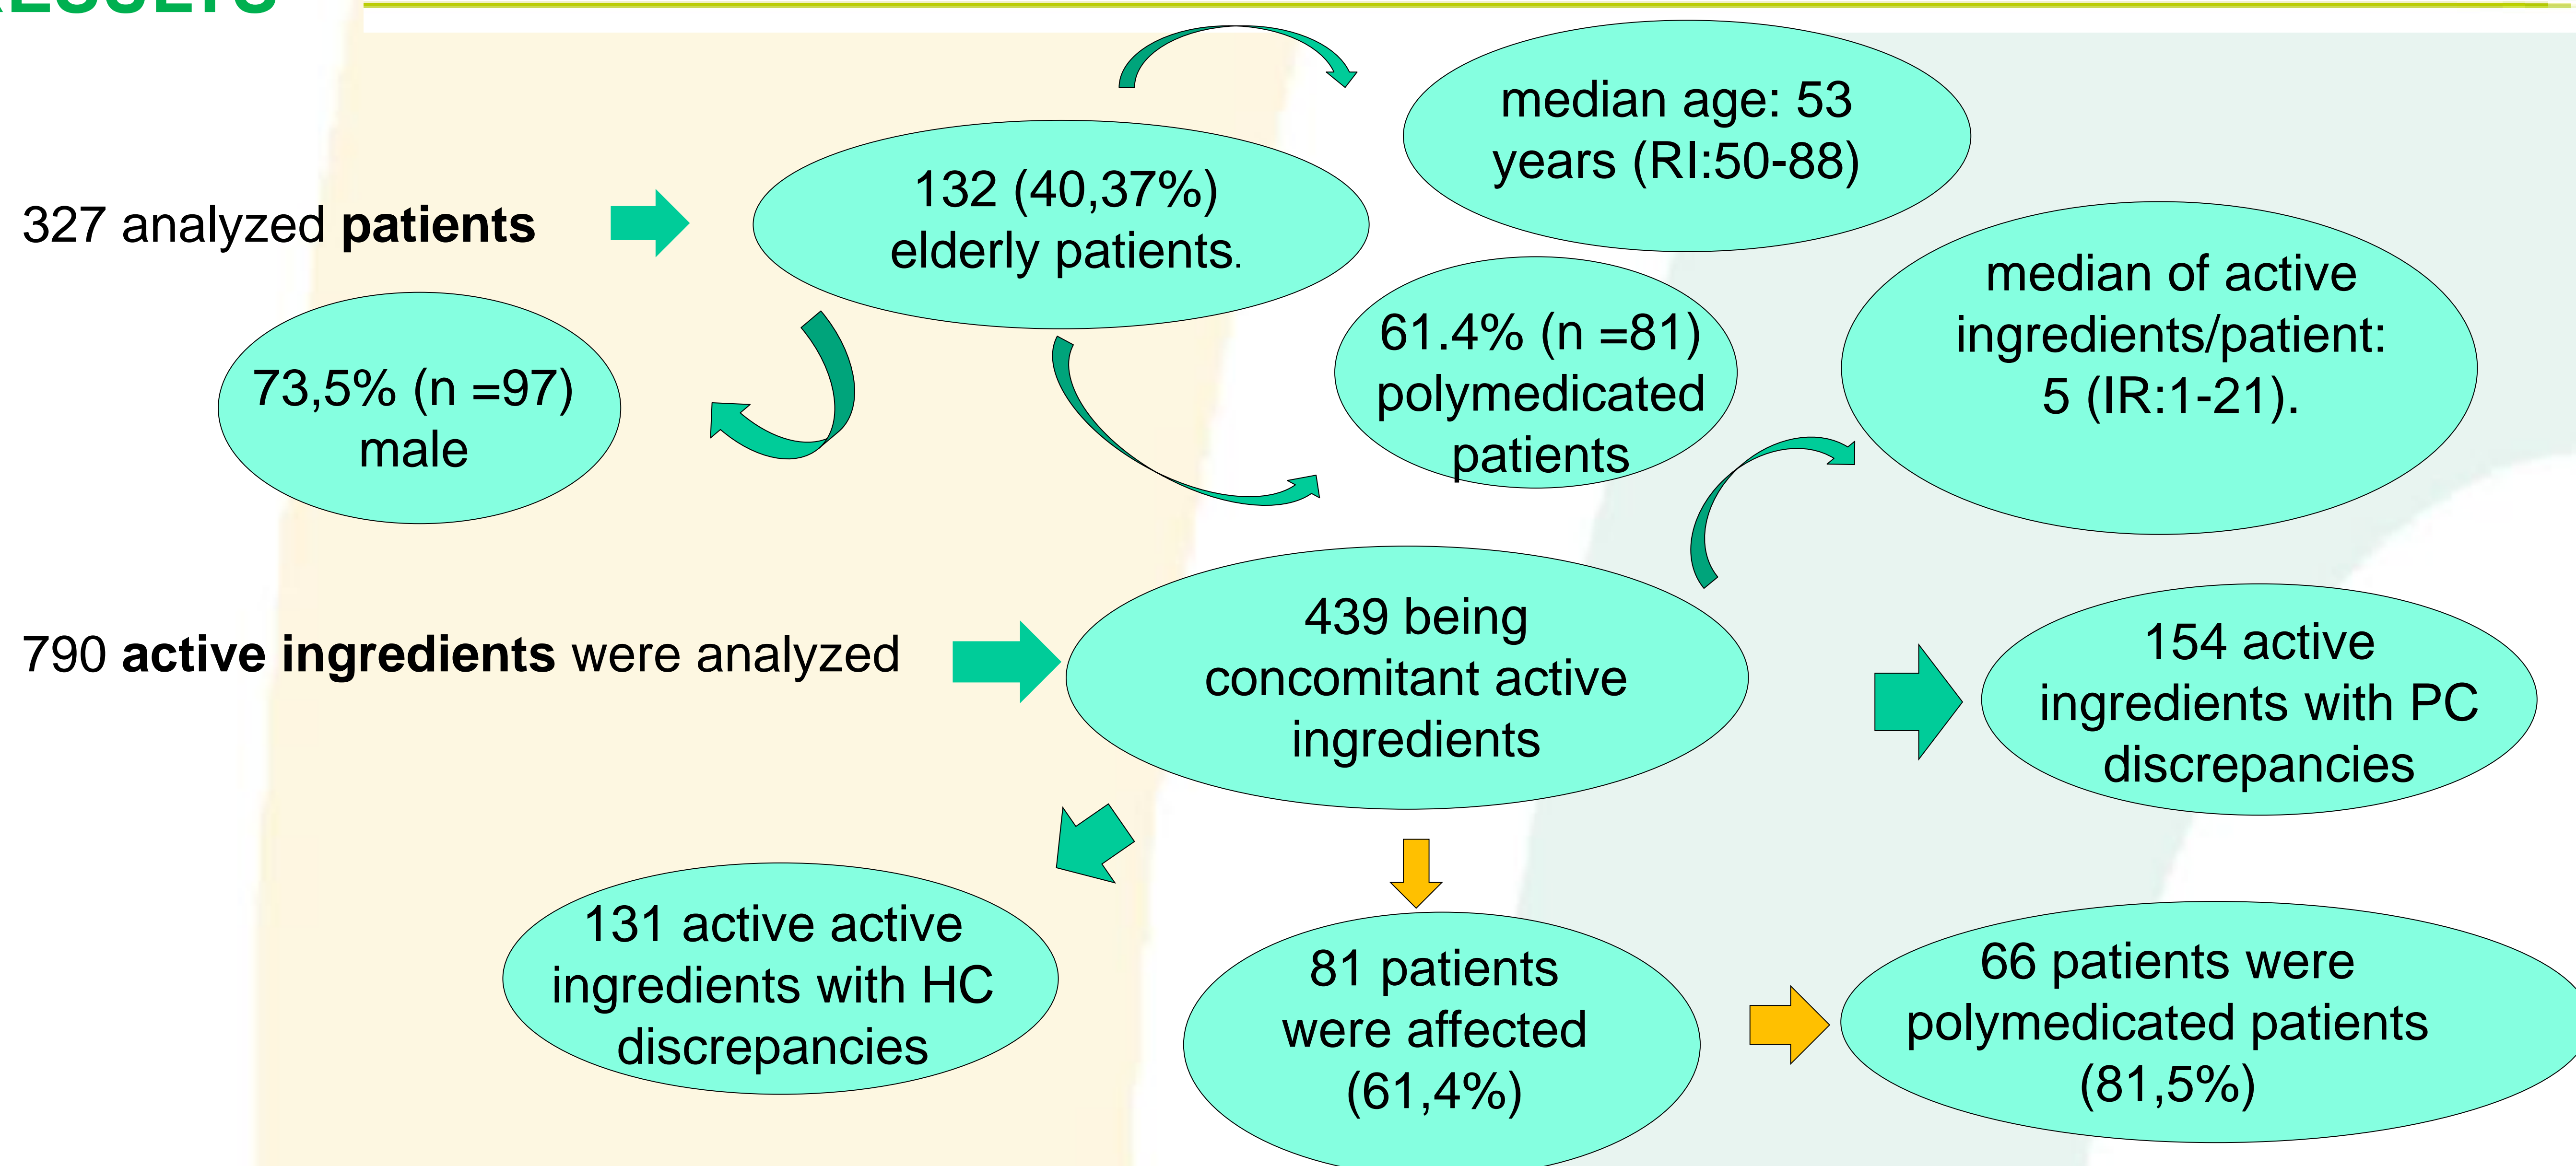 RESULTS
median age: 53
years (RI:50-88)
132 (40,37%)
elderly patients.
327 analyzed patients
61.4% (n =81)
polymedicated
patients
median of active
ingredients/patient:
5 (IR:1-21).
73,5% (n =97)
male
790 active ingredients were analyzed
439 being
concomitant active
ingredients
154 active
ingredients with PC
discrepancies
131 active active
ingredients with HC
discrepancies
81 patients
were affected
(61,4%)
66 patients were
polymedicated patients
(81,5%)